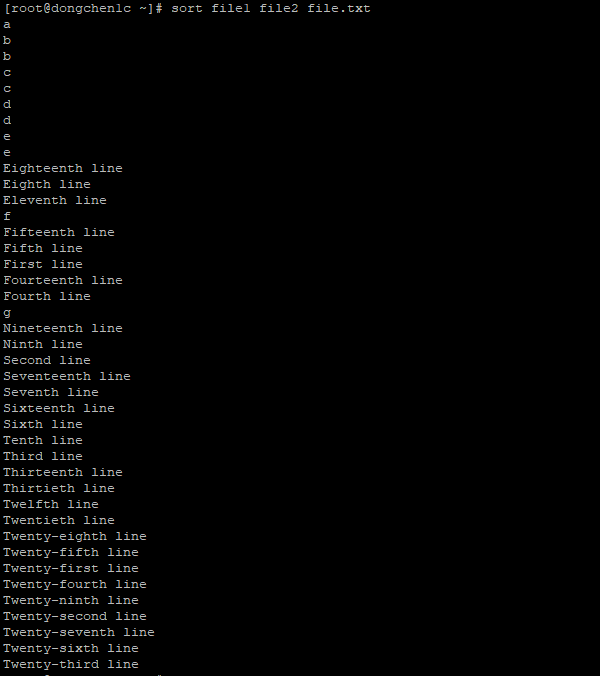 [root@dongchen1c ~]# sort file1 file2 file.txt
a
b
b
c
c
d
d
e
e
Eighteenth line
Eighth line
Eleventh line
f
Fifteenth line
Fifth line
First line
Fourteenth line
Fourth line
g
Nineteenth line
Ninth line
Second line
Seventeenth line
Seventh line
Sixteenth line
Sixth line
Tenth line
Third line
Thirteenth line
Thirtieth line
Twelfth line
Twentieth line
Twenty-eighth line
Twenty-fifth line
Twenty-first line
Twenty-fourth line
Twenty-ninth line
Twenty-second line
Twenty-seventh line
Twenty-sixth line
Twenty-third line